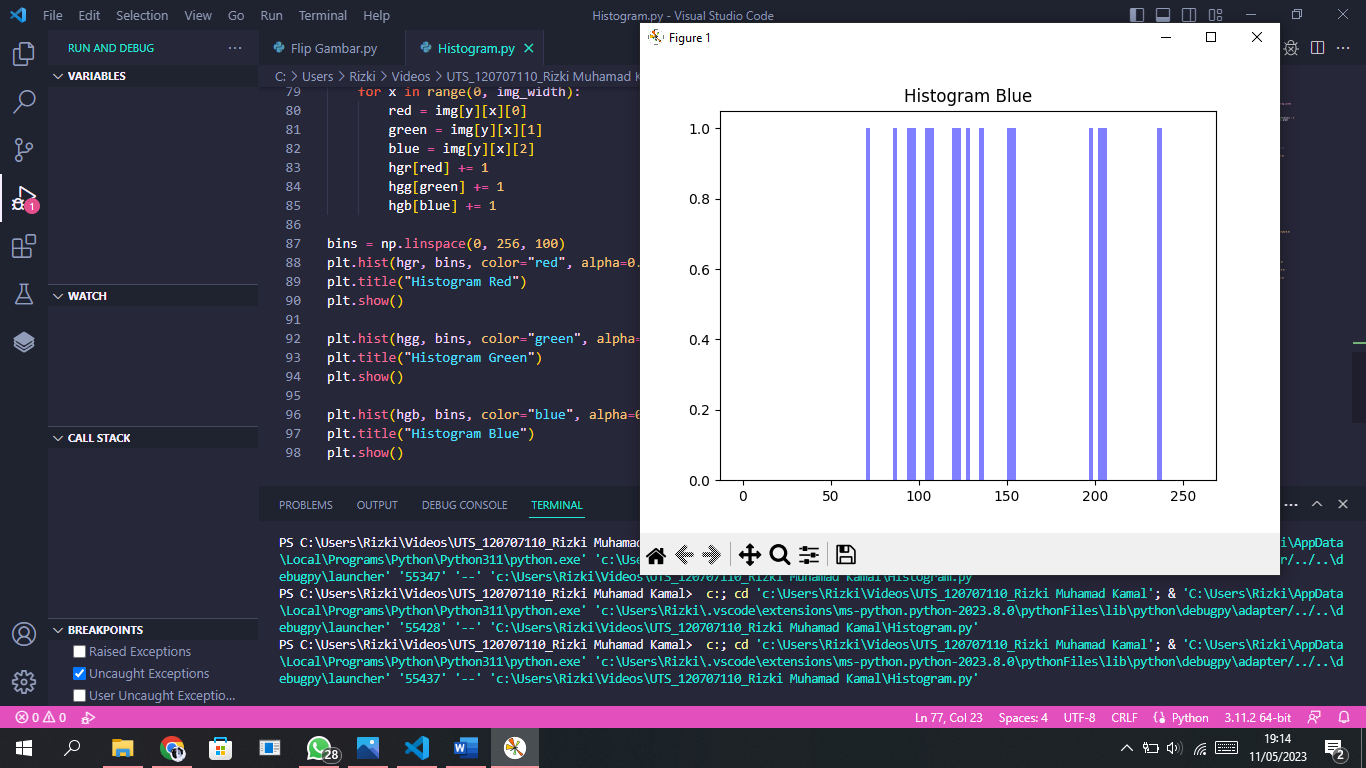 File Edit Selection View Go Run Terminal Help
Histogram.py - Visual Studio Code
RUN AND DEBUG
VARIABLES
WATCH
CALL STACK
BREAKPOINTS
Raised Exceptions
Uncaught Exceptions
User Uncaught Exceptio...
1
Flip Gambar.py
Histogram.py
C: > Users > Rizki > Videos > UTS_120707110_Rizki Muhamad K
79 for x in range(0, img_width):
80 red = img[y][x][0]
81 green = img[y][x][1]
82 blue = img[y][x][2]
83 hgr[red] += 1
84 hgg[green] += 1
85 hgb[blue] += 1
86
87 bins = np.linspace(0, 256, 100)
88 plt.hist(hgr, bins, color="red", alpha=0.
89 plt.title("Histogram Red")
90 plt.show()
91
92 plt.hist(hgg, bins, color="green", alpha=
93 plt.title("Histogram Green")
94 plt.show()
95
96 plt.hist(hgb, bins, color="blue", alpha=0
97 plt.title("Histogram Blue")
98 plt.show()
Figure 1
Histogram Blue
1.0
0.8
0.6
0.4
0.2
0.0
0 50 100 150 200 250
PROBLEMS OUTPUT DEBUG CONSOLE TERMINAL
PS C:\Users\Rizki\Videos\UTS_120707110_Rizki Muhamad ki\AppData
\Local\Programs\Python\Python311\python.exe' 'c:\Use r/../..\d
ebugpy\launcher' '55347' '--' 'c:\Users\Rizki\Videos\UTS_120707110_Rizki Muhamad Kamal\Histogram.py'
PS C:\Users\Rizki\Videos\UTS_120707110_Rizki Muhamad Kamal> c:; cd 'c:\Users\Rizki\Videos\UTS_120707110_Rizki Muhamad Kamal'; & 'C:\Users\Rizki\AppData
\Local\Programs\Python\Python311\python.exe' 'c:\Users\Rizki\.vscode\extensions\ms-python.python-2023.8.0\pythonFiles\lib\python\debugpy\adapter/../..\d
ebugpy\launcher' '55428' '--' 'C:\Users\Rizki\Videos\UTS_120707110_Rizki Muhamad Kamal\Histogram.py'
PS C:\Users\Rizki\Videos\UTS_120707110_Rizki Muhamad Kamal> c:; cd 'c:\Users\Rizki\Videos\UTS_120707110_Rizki Muhamad Kamal'; & 'C:\Users\Rizki\AppData
\Local\Programs\Python\Python311\python.exe' 'c:\Users\Rizki\.vscode\extensions\ms-python.python-2023.8.0\pythonFiles\lib\python\debugpy\adapter/../..\d
ebugpy\launcher' '55437' '--' 'c:\Users\Rizki\Videos\UTS_120707110_Rizki Muhamad Kamal\Histogram.py'
0 0
Ln 77, Col 23 Spaces: 4 UTF-8 CRLF Python 3.11.2 64-bit
28
19:14
11/05/2023
2